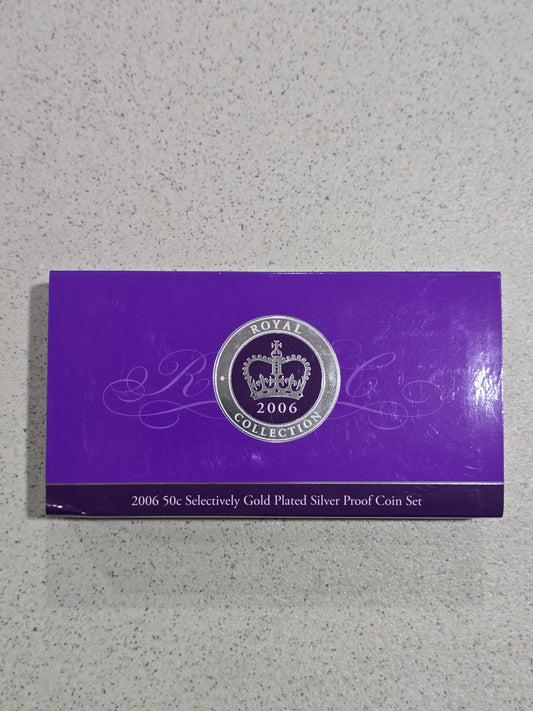 ROYAL
R C
2006
COLLECTION
2006 50c Selectively Gold Plated Silver Proof Coin Set